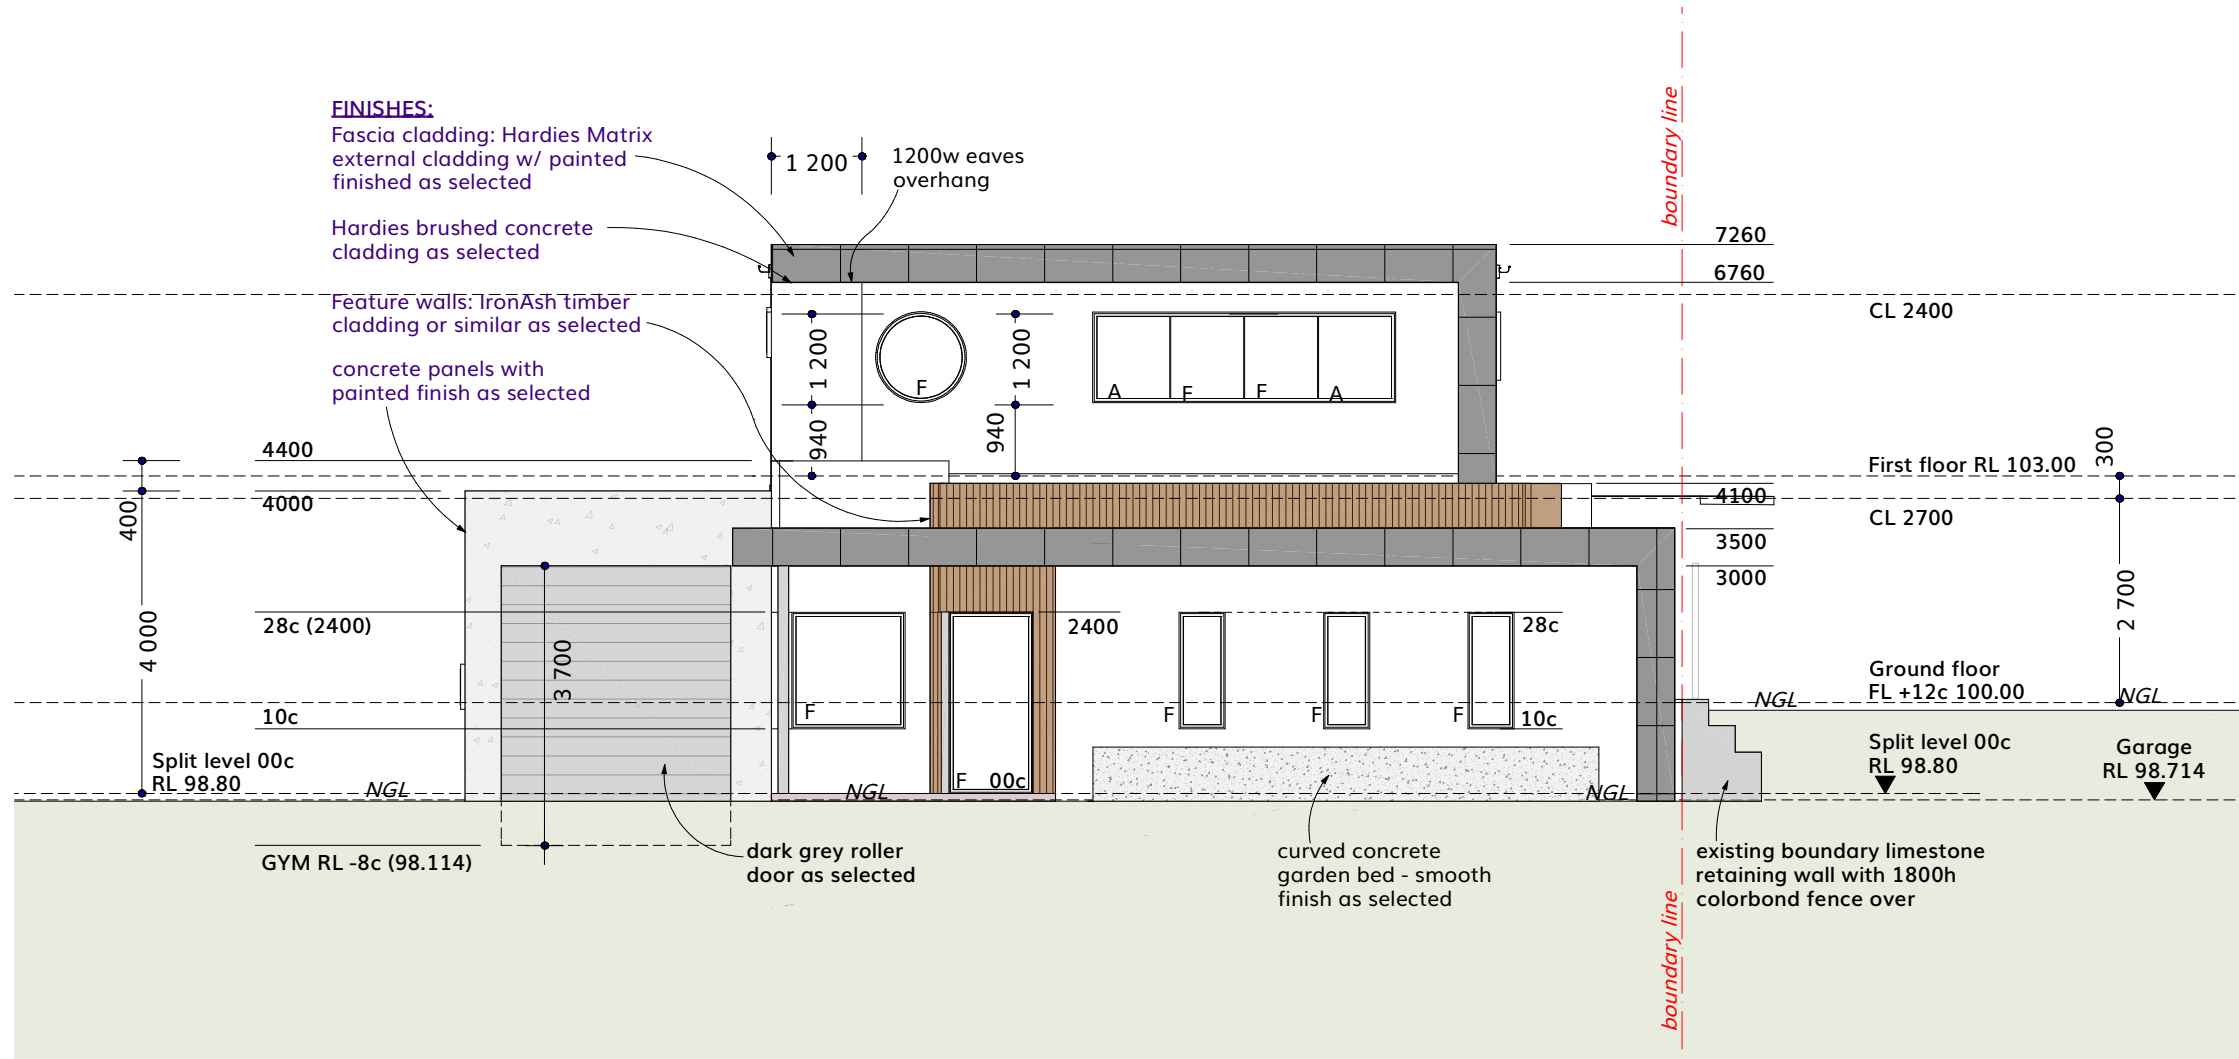 FINISHES:
Fascia cladding: Hardies Matrix
external cladding w/ painted
finished as selected
Hardies brushed concrete
cladding as selected
Feature walls: IronAsh timber
cladding or similar as selected
concrete panels with
painted finish as selected
1 200
1200w eaves
overhang
boundary line
7260
6760
CL 2400
1 200
940
F
1 200
940
A
F
F
A
4400
4000
400
4 000
First floor RL 103.00
300
4100
CL 2700
3500
3000
2 700
28c (2400)
3 700
2400
28c
10c
F
F
F
F
10c
Ground floor
FL +12c 100.00
NGL
NGL
Split level 00c
RL 98.80
NGL
NGL
F
00c
NGL
Split level 00c
RL 98.80
Garage
RL 98.714
GYM RL -8c (98.114)
dark grey roller
door as selected
curved concrete
garden bed - smooth
finish as selected
existing boundary limestone
retaining wall with 1800h
colorbond fence over
boundary line